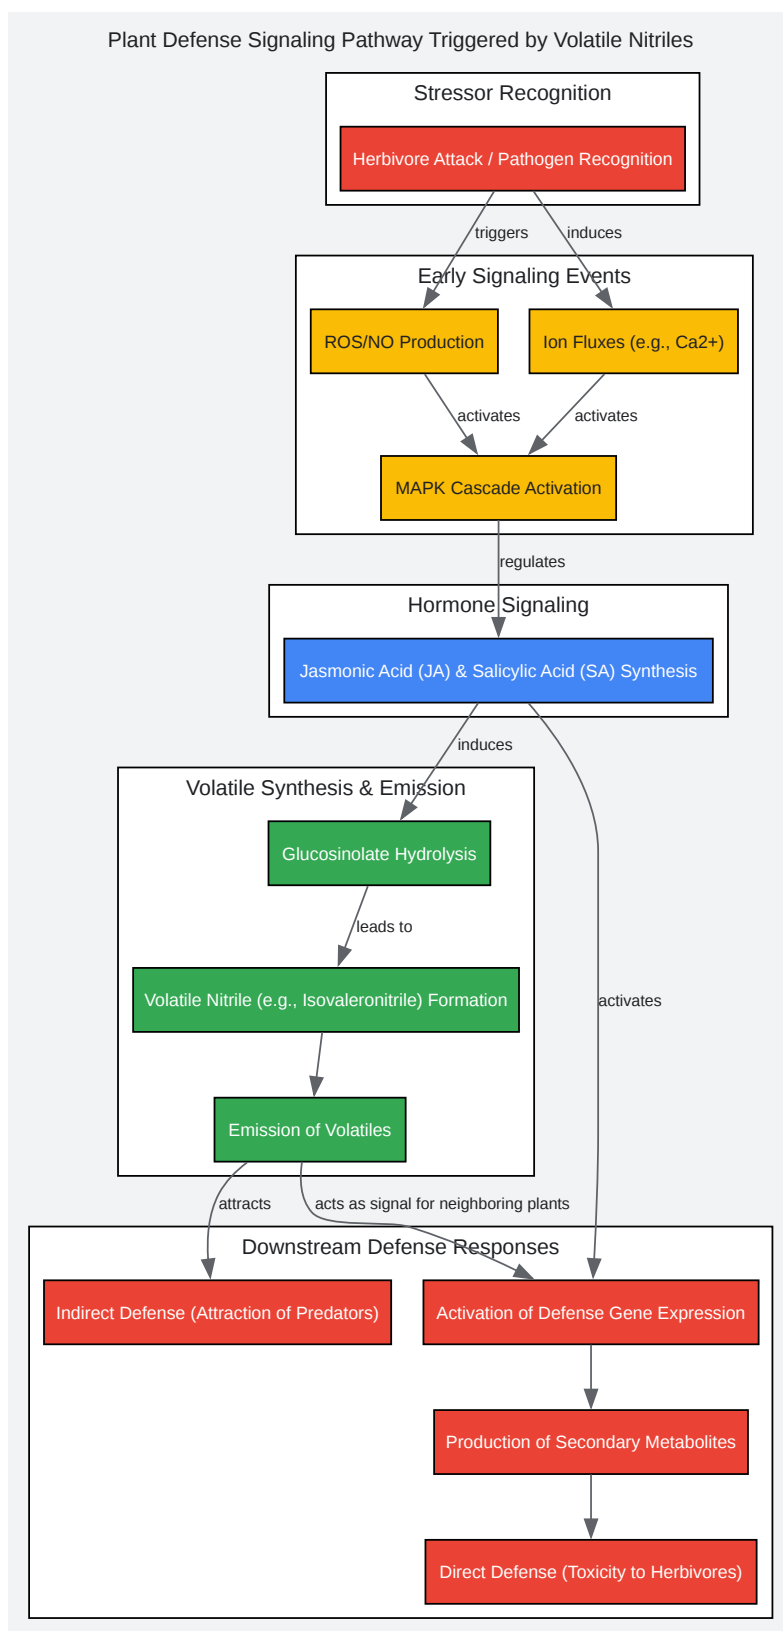 Plant Defense Signaling Pathway Triggered by Volatile Nitriles
Stressor Recognition
Herbivore Attack / Pathogen Recognition
triggers
induces
Early Signaling Events
ROS/NO Production
Ion Fluxes (e.g., Ca2+)
activates
activates
MAPK Cascade Activation
regulates
Hormone Signaling
Jasmonic Acid (JA) & Salicylic Acid (SA) Synthesis
induces
Volatile Synthesis & Emission
Glucosinolate Hydrolysis
leads to
Volatile Nitrile (e.g., Isovaleronitrile) Formation
activates
Emission of Volatiles
attracts
acts as signal for neighboring plants
Downstream Defense Responses
Indirect Defense (Attraction of Predators)
Activation of Defense Gene Expression
Production of Secondary Metabolites
Direct Defense (Toxicity to Herbivores)